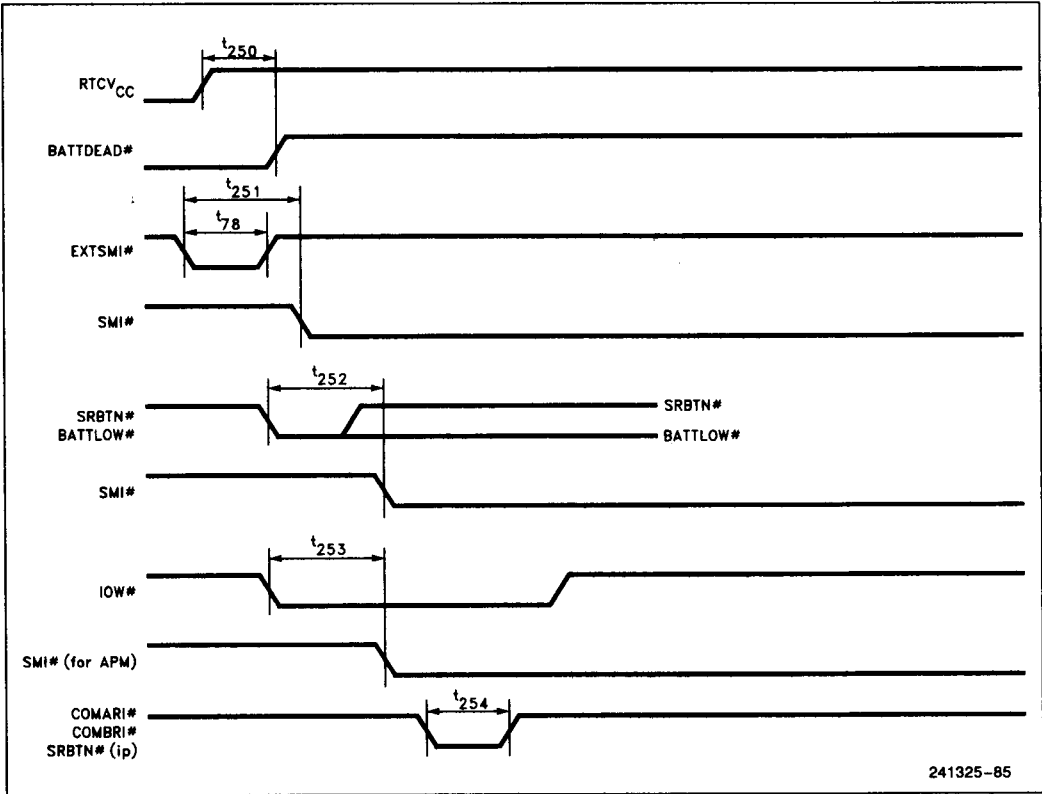 t250
RTCVCC
BATTDEAD#
t251
t78
EXTSMI#
SMI#
t252
SRBTN#
BATTLOW#
SRBTN#
BATTLOW#
SMI#
t253
IOW#
SMI# (for APM)
t254
COMARI#
COMBRI#
SRBTN# (ip)
241325-85